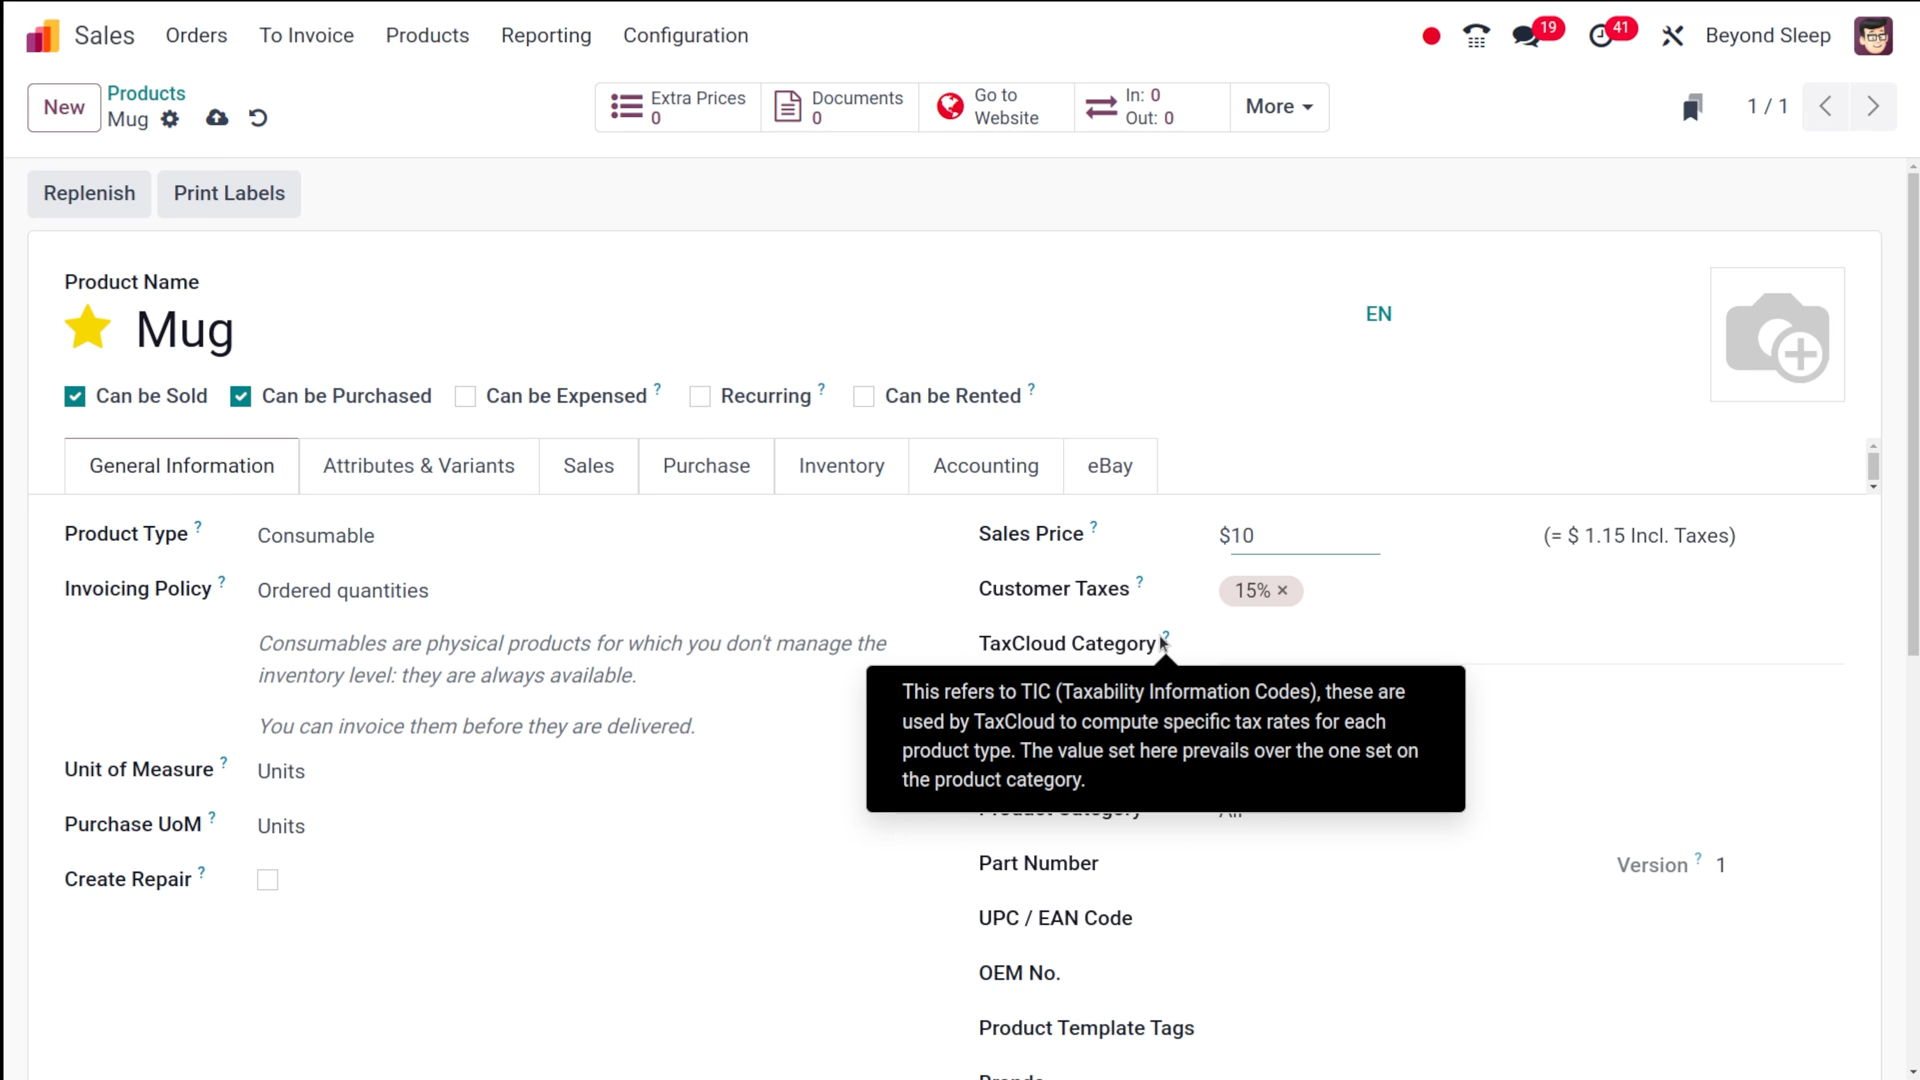 Sales Orders To Invoice Products Reporting Configuration 19 41 Beyond Sleep
New Products Extra Prices 0 Documents 0 Go to Website In: 0 Out: 0 More 1 / 1
Mug
Replenish Print Labels
Product Name
Mug EN
Can be Sold Can be Purchased Can be Expensed ? Recurring ? Can be Rented ?
General Information Attributes & Variants Sales Purchase Inventory Accounting eBay
Product Type ? Consumable
Invoicing Policy ? Ordered quantities
Consumables are physical products for which you don't manage the
inventory level: they are always available.
You can invoice them before they are delivered.
Unit of Measure ? Units
Purchase UoM ? Units
Create Repair ?
Sales Price ? $10 (= $ 1.15 Incl. Taxes)
Customer Taxes ? 15% ×
TaxCloud Category ?
This refers to TIC (Taxability Information Codes), these are
used by TaxCloud to compute specific tax rates for each
product type. The value set here prevails over the one set on
the product category.
Part Number Version ? 1
UPC / EAN Code
OEM No.
Product Template Tags